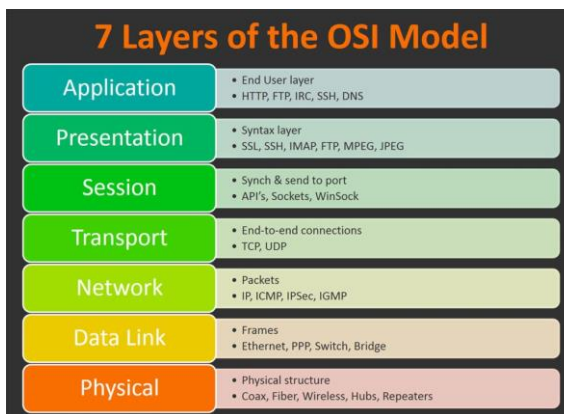 7 Layers of the OSI Model
Application
• End User layer
• HTTP, FTP, IRC, SSH, DNS
Presentation
• Syntax layer
• SSL, SSH, IMAP, FTP, MPEG, JPEG
Session
• Synch & send to port
• API's, Sockets, WinSock
Transport
• End-to-end connections
• TCP, UDP
Network
• Packets
• IP, ICMP, IPSec, IGMP
Data Link
• Frames
• Ethernet, PPP, Switch, Bridge
Physical
• Physical structure
• Coax, Fiber, Wireless, Hubs, Repeaters